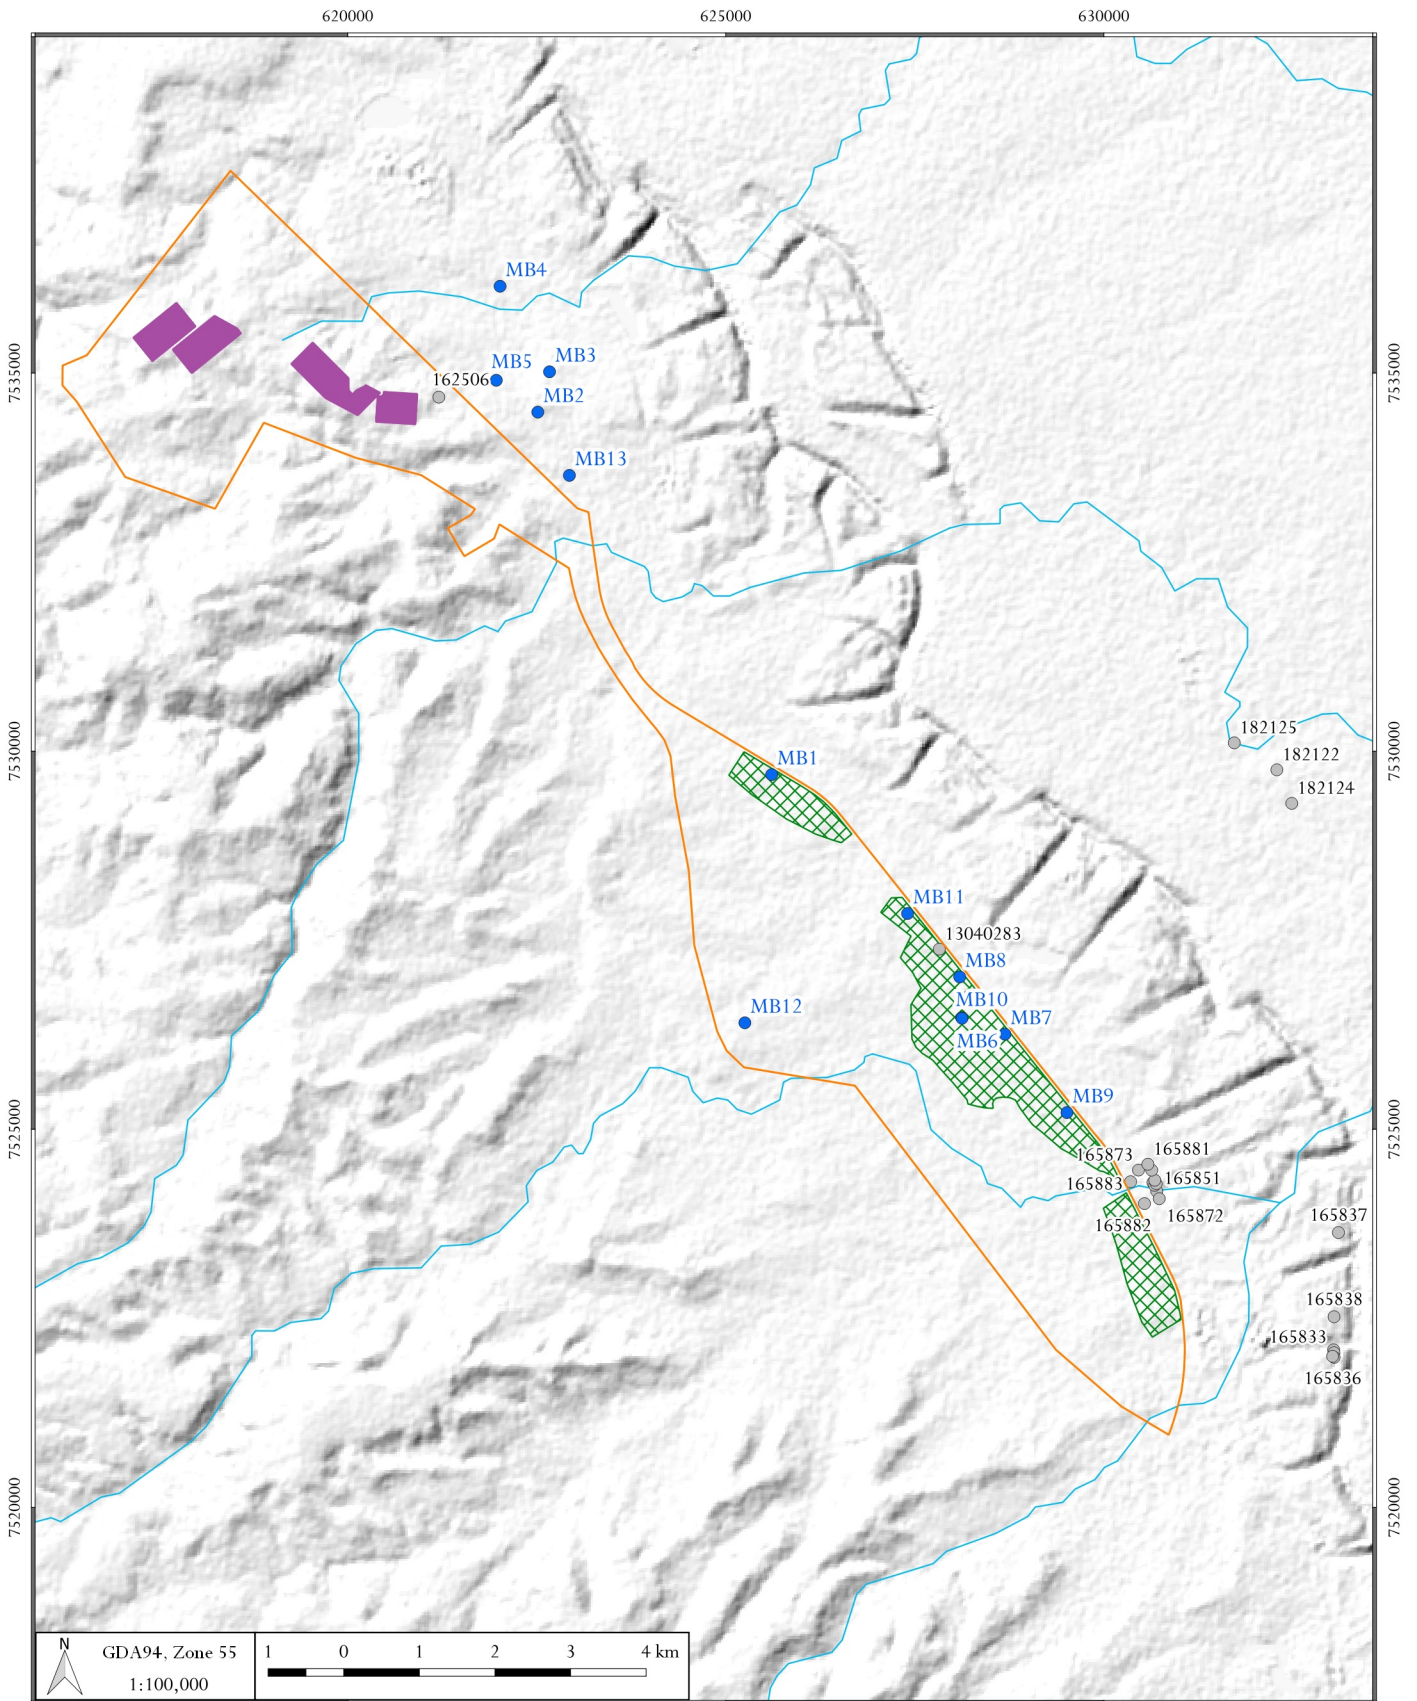 620000
625000
630000
MB4
MB3
MB5
162506
7535000
7535000
MB2
MB13
182125
7530000
7530000
MB1
182122
182124
MB11
13040283
MB8
MB10
MB12
MB7
MB6
MB9
7525000
7525000
165881
165873
165851
165883
165872
165882
165837
165838
165833
165836
7520000
7520000
N
GDA94, Zone 55
1:100,000
1 0 1 2 3 4 km